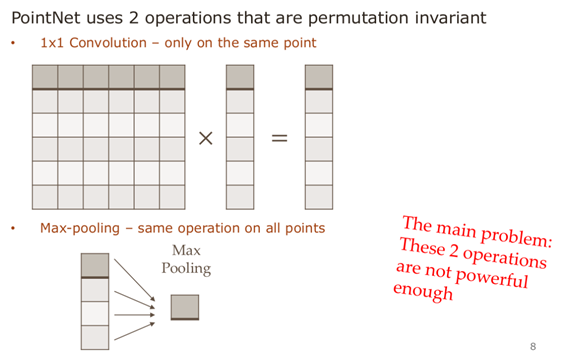 PointNet uses 2 operations that are permutation invariant
• 1x1 Convolution – only on the same point
× =
• Max-pooling – same operation on all points
Max
Pooling
The main problem:
These 2 operations
are not powerful
enough
8